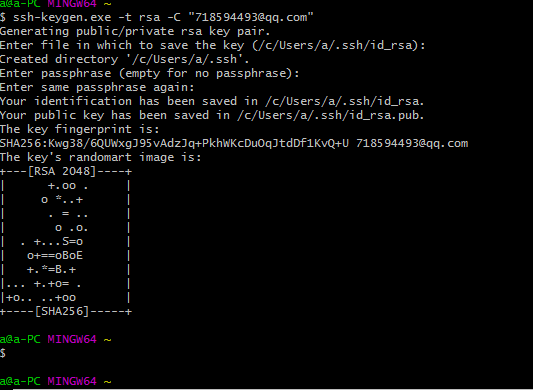 a@a-PC MINGW64 ~
$ ssh-keygen.exe -t rsa -C "718594493@qq.com"
Generating public/private rsa key pair.
Enter file in which to save the key (/c/Users/a/.ssh/id_rsa):
Created directory '/c/Users/a/.ssh'.
Enter passphrase (empty for no passphrase):
Enter same passphrase again:
Your identification has been saved in /c/Users/a/.ssh/id_rsa.
Your public key has been saved in /c/Users/a/.ssh/id_rsa.pub.
The key fingerprint is:
SHA256:Kwg38/6QUWxgJ95vAdzJq+PkhWKcDuOqJtdDf1KvQ+U 718594493@qq.com
The key's randomart image is:
+---[RSA 2048]----+
|      +.oo .     |
|     o *..+      |
|      . = ..     |
|       o .o.     |
|  . +...S=o      |
|   o+==oBoE      |
|   +.*=B.+       |
|... +.+o= .      |
|+o.. ..+oo       |
+----[SHA256]-----+
a@a-PC MINGW64 ~
$
a@a-PC MINGW64 ~